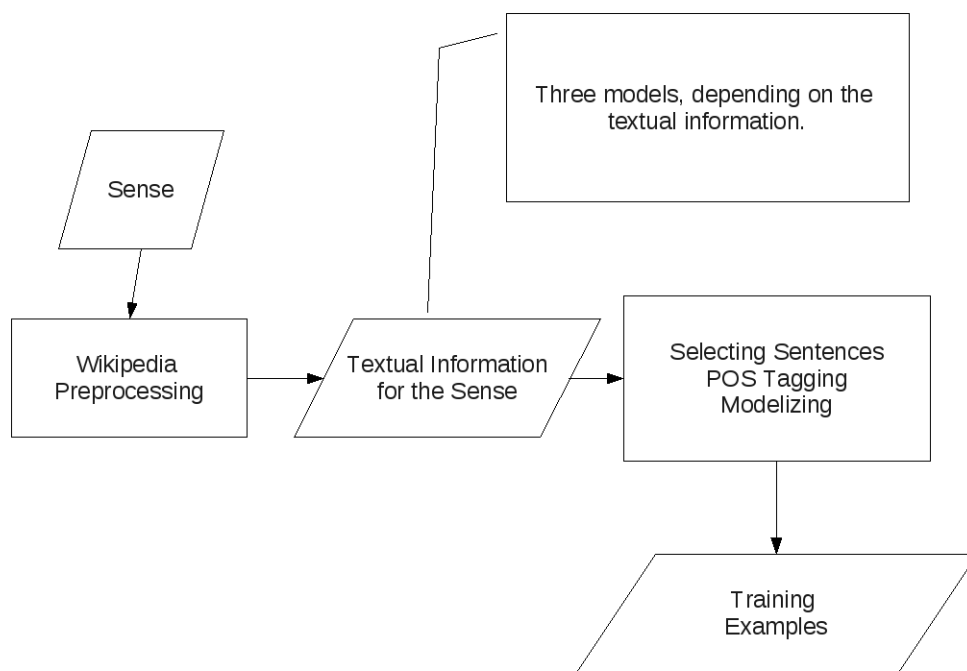 Three models, depending on the
textual information.
Sense
Wikipedia
Preprocessing
Textual Information
for the Sense
Selecting Sentences
POS Tagging
Modelizing
Training
Examples